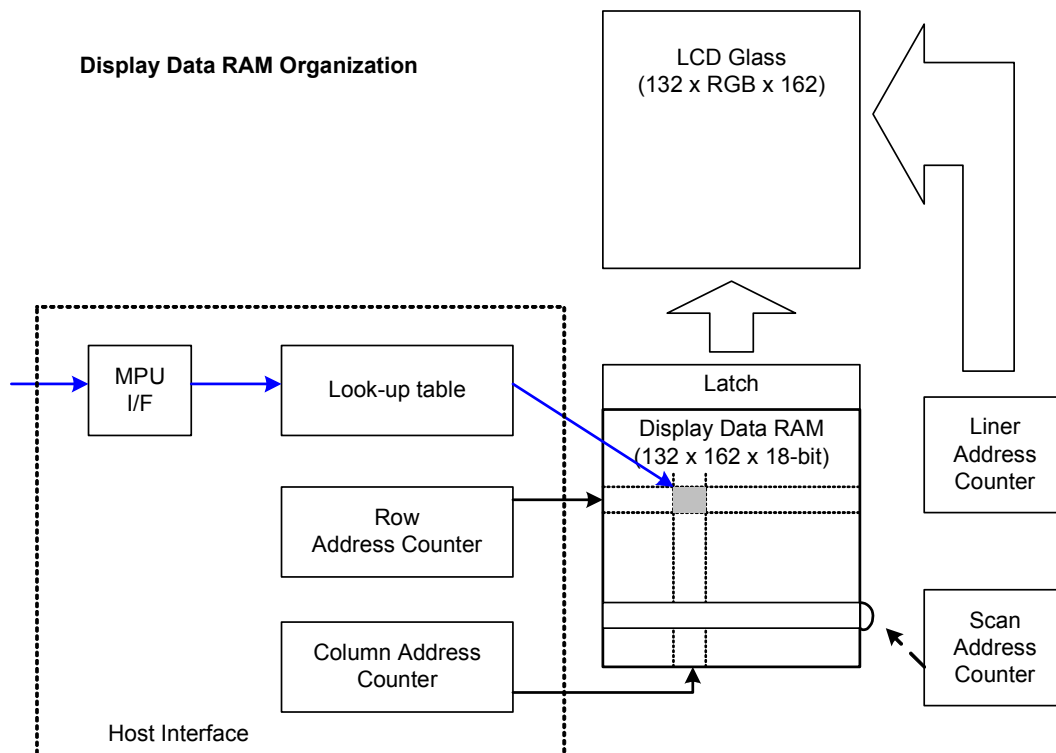 Display Data RAM Organization
LCD Glass
(132 x RGB x 162)
MPU
I/F
Look-up table
Latch
Display Data RAM
(132 x 162 x 18-bit)
Liner
Address
Counter
Row
Address Counter
Column Address
Counter
Scan
Address
Counter
Host Interface